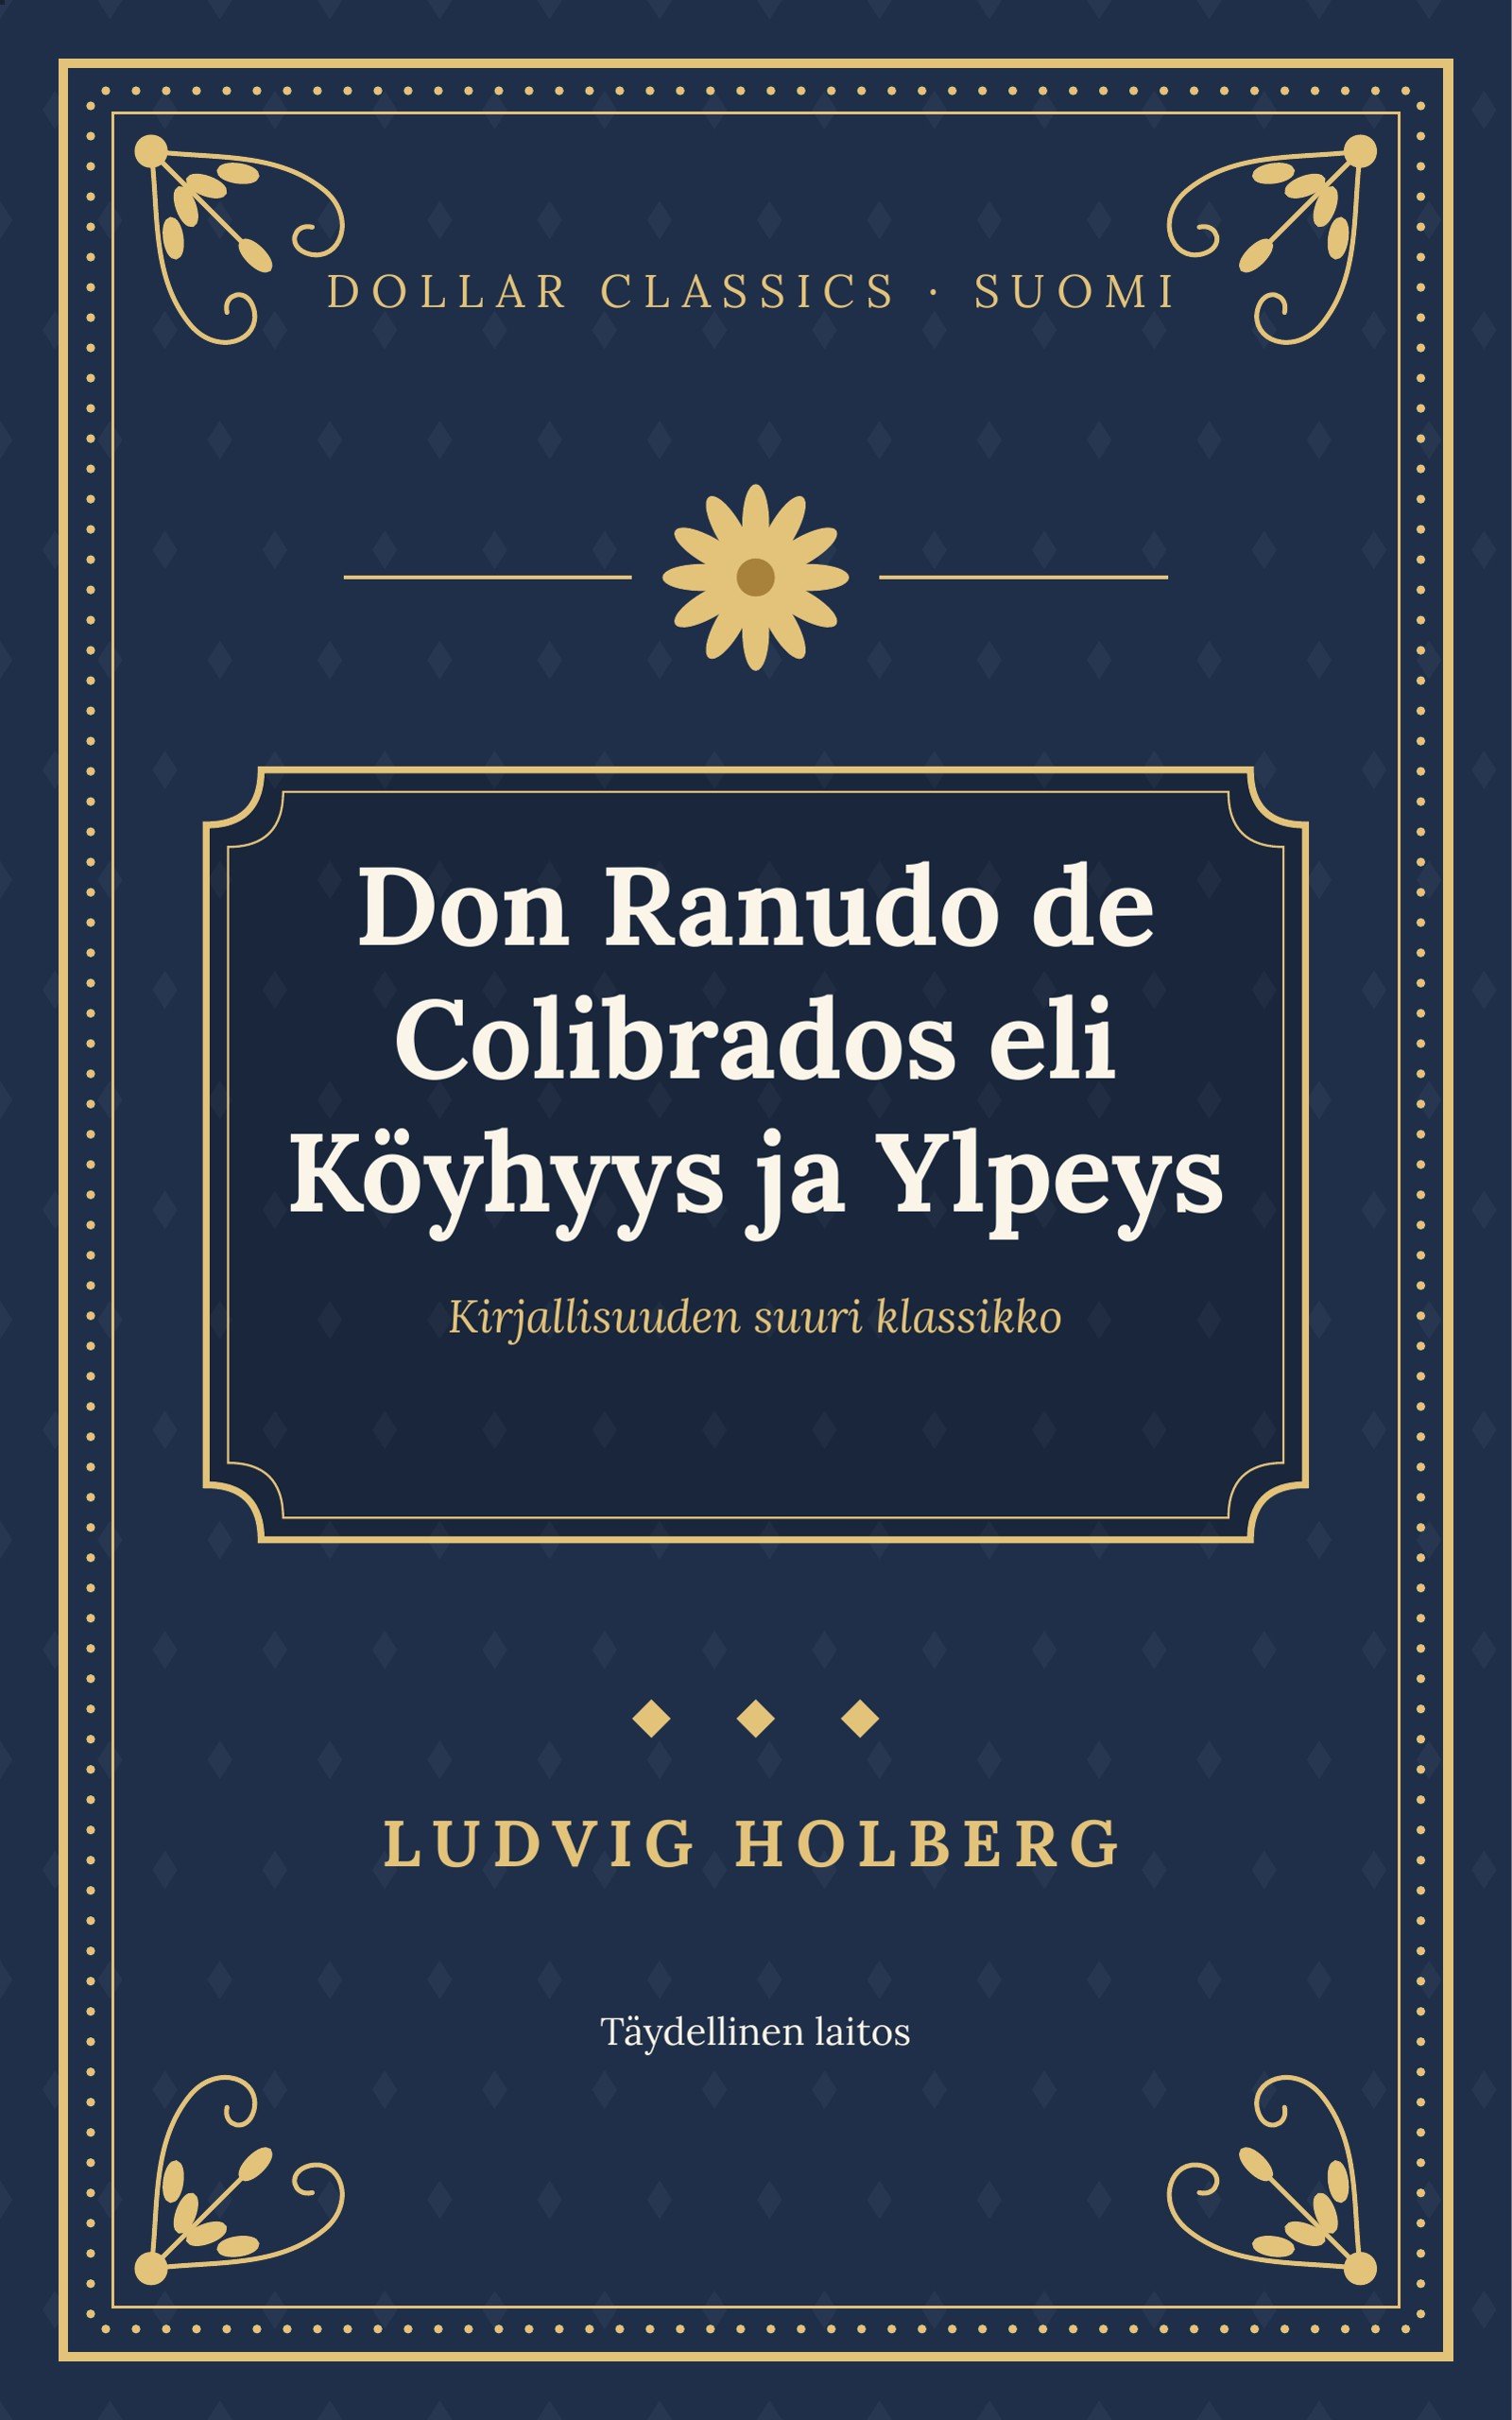 DOLLAR CLASSICS · SUOMI
Don Ranudo de
Colibrados eli
Köyhyys ja Ylpeys
Kirjallisuuden suuri klassikko
LUDVIG HOLBERG
Täydellinen laitos